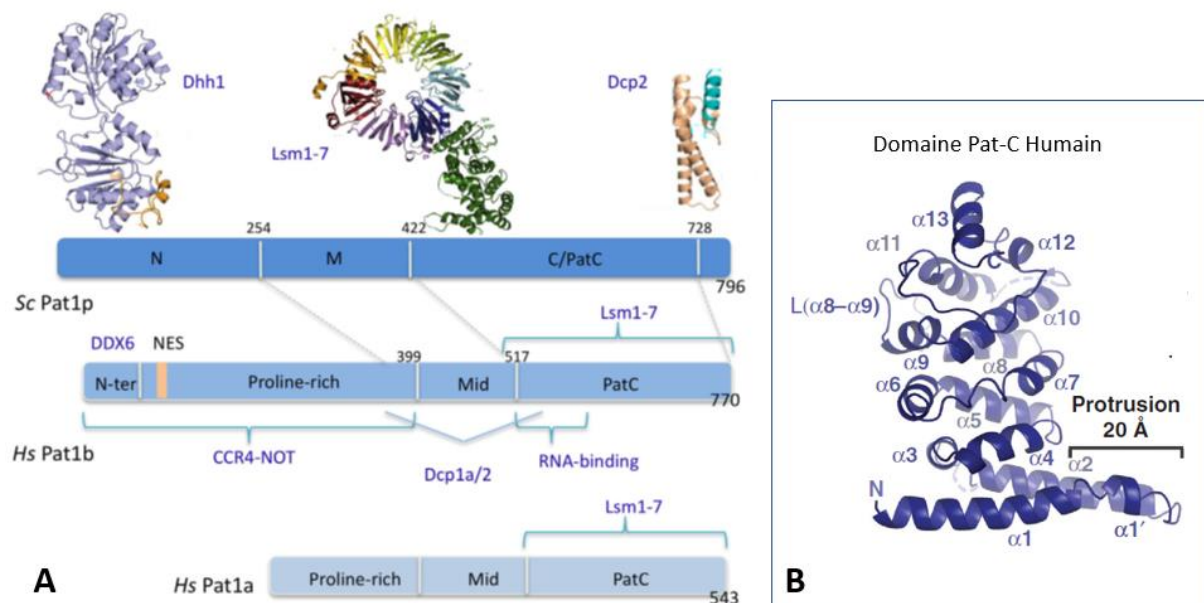 Dhh1
Lsm1-7
Dcp2
254
422
728
N
M
C/PatC
796
Sc Pat1p
Lsm1-7
DDX6
NES
399
517
N-ter
Proline-rich
Mid
PatC
770
Hs Pat1b
CCR4-NOT
Dcp1a/2
RNA-binding
Lsm1-7
Hs Pat1a
Proline-rich
Mid
PatC
543
A
Domaine Pat-C Humain
α13
α11
α12
L(α8–α9)
α10
α9
α8
α6
α7
α5
Protrusion
20 Å
α3
α4
α2
N
α1
α1′
B